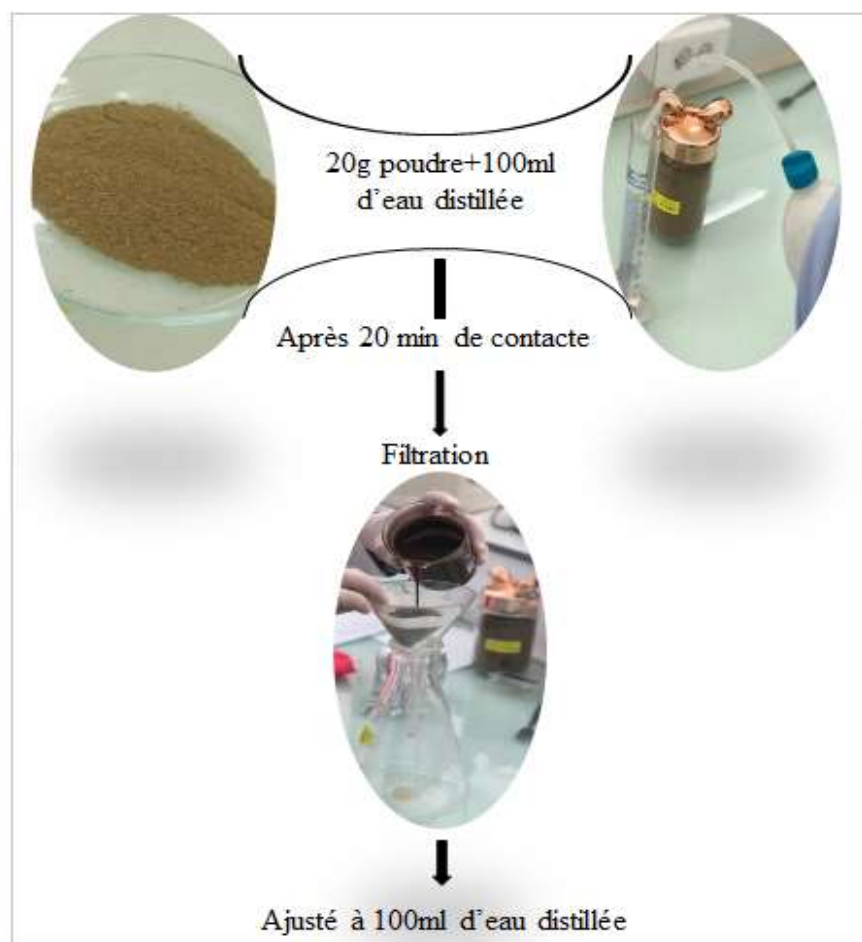 20g poudre+100ml
d'eau distillée
Après 20 min de contacte
Filtration
Ajusté à 100ml d'eau distillée